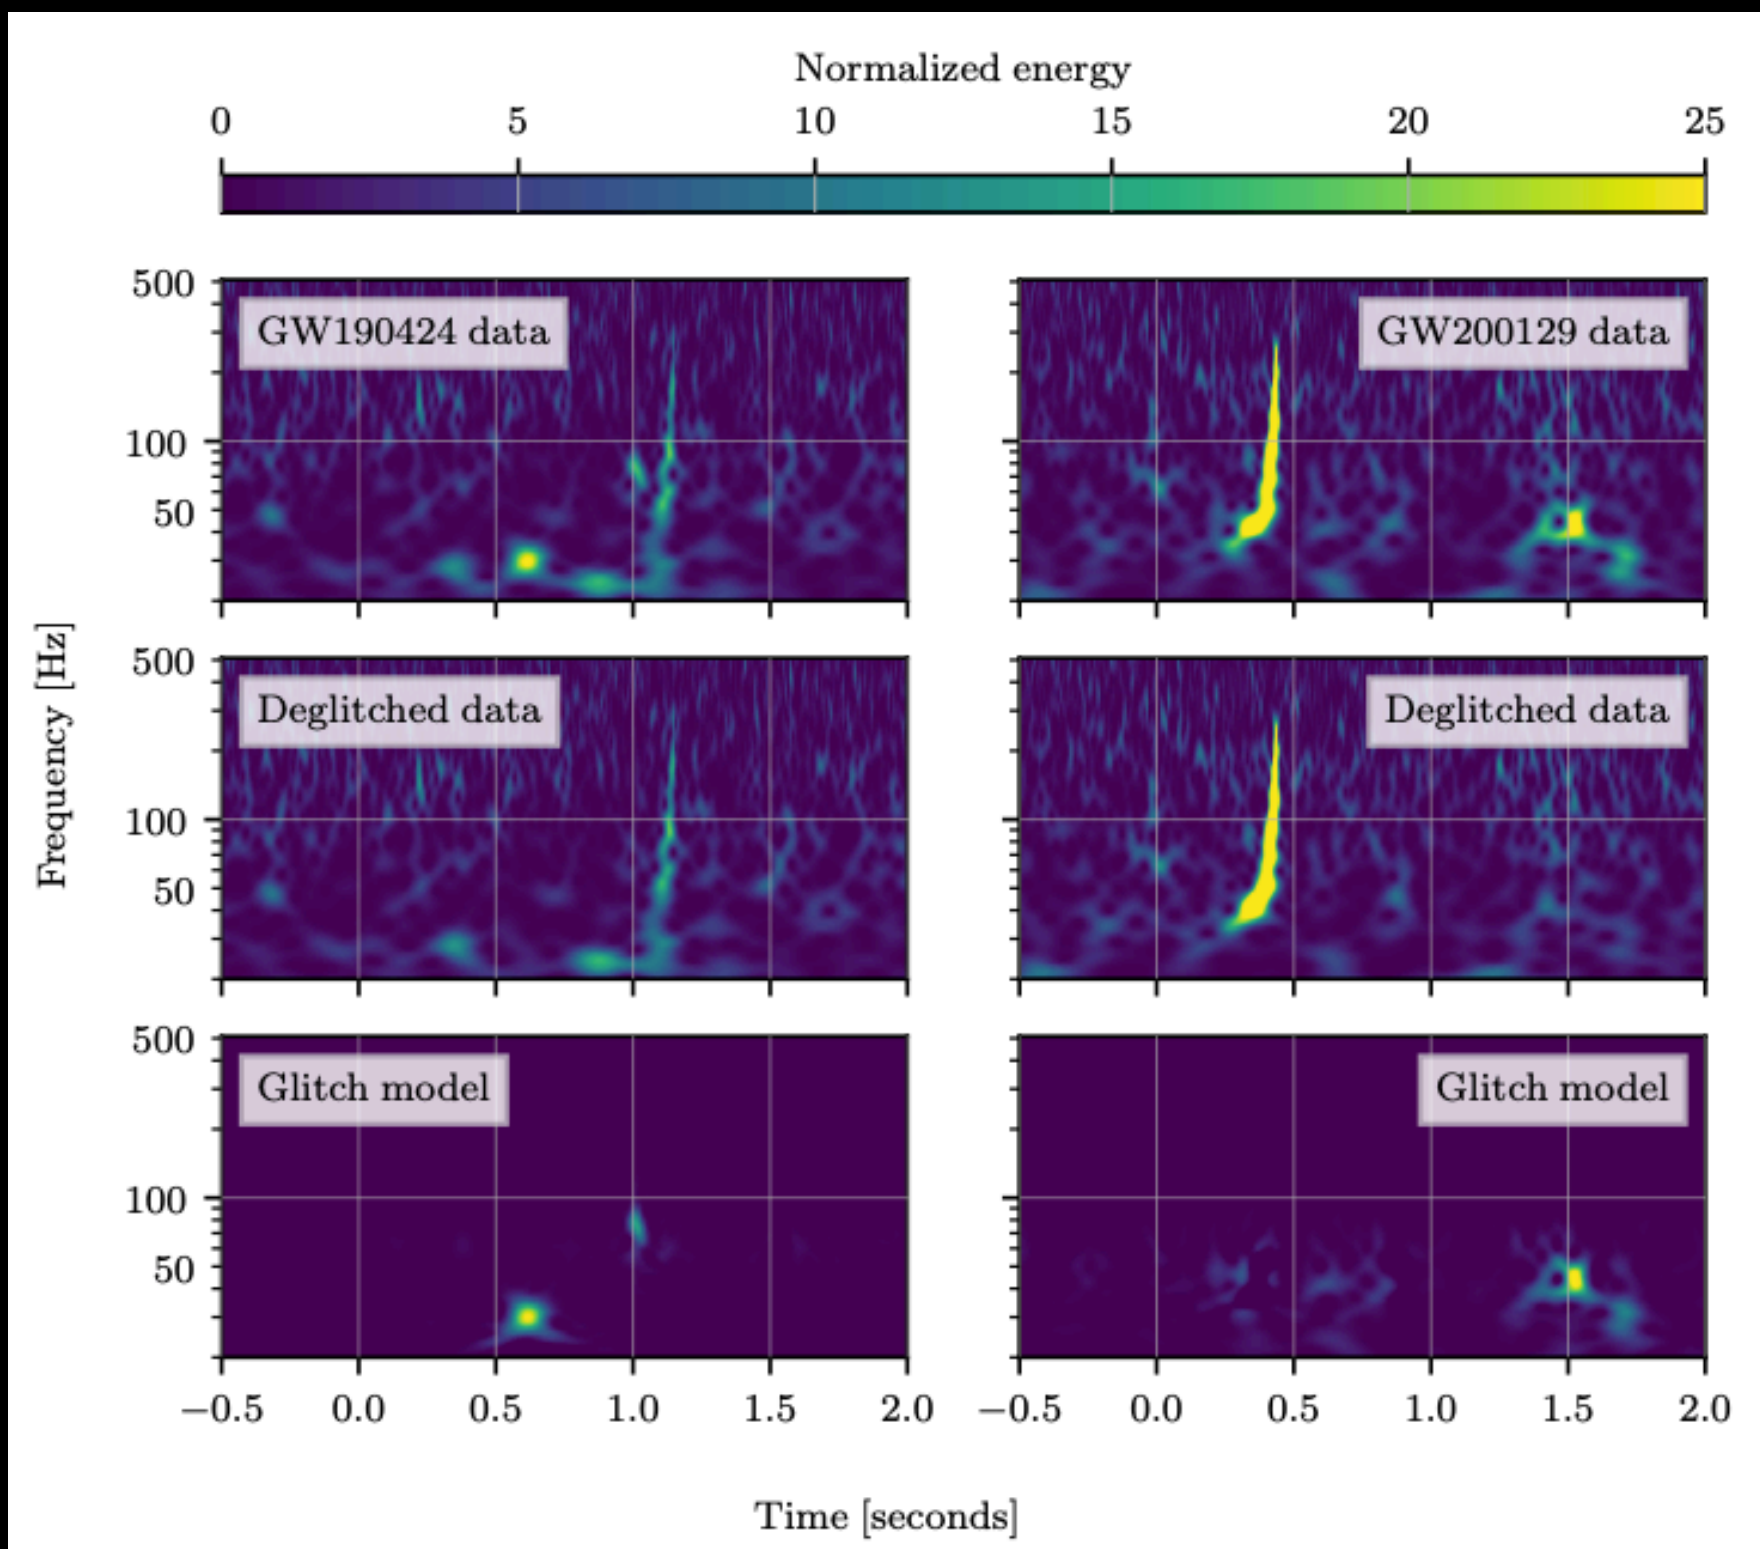 Normalized energy
0 5 10 15 20 25
500
100
50
GW190424 data
GW200129 data
Frequency [Hz]
500
100
50
Deglitched data
Deglitched data
500
100
50
Glitch model
Glitch model
−0.5 0.0 0.5 1.0 1.5 2.0
−0.5 0.0 0.5 1.0 1.5 2.0
Time [seconds]